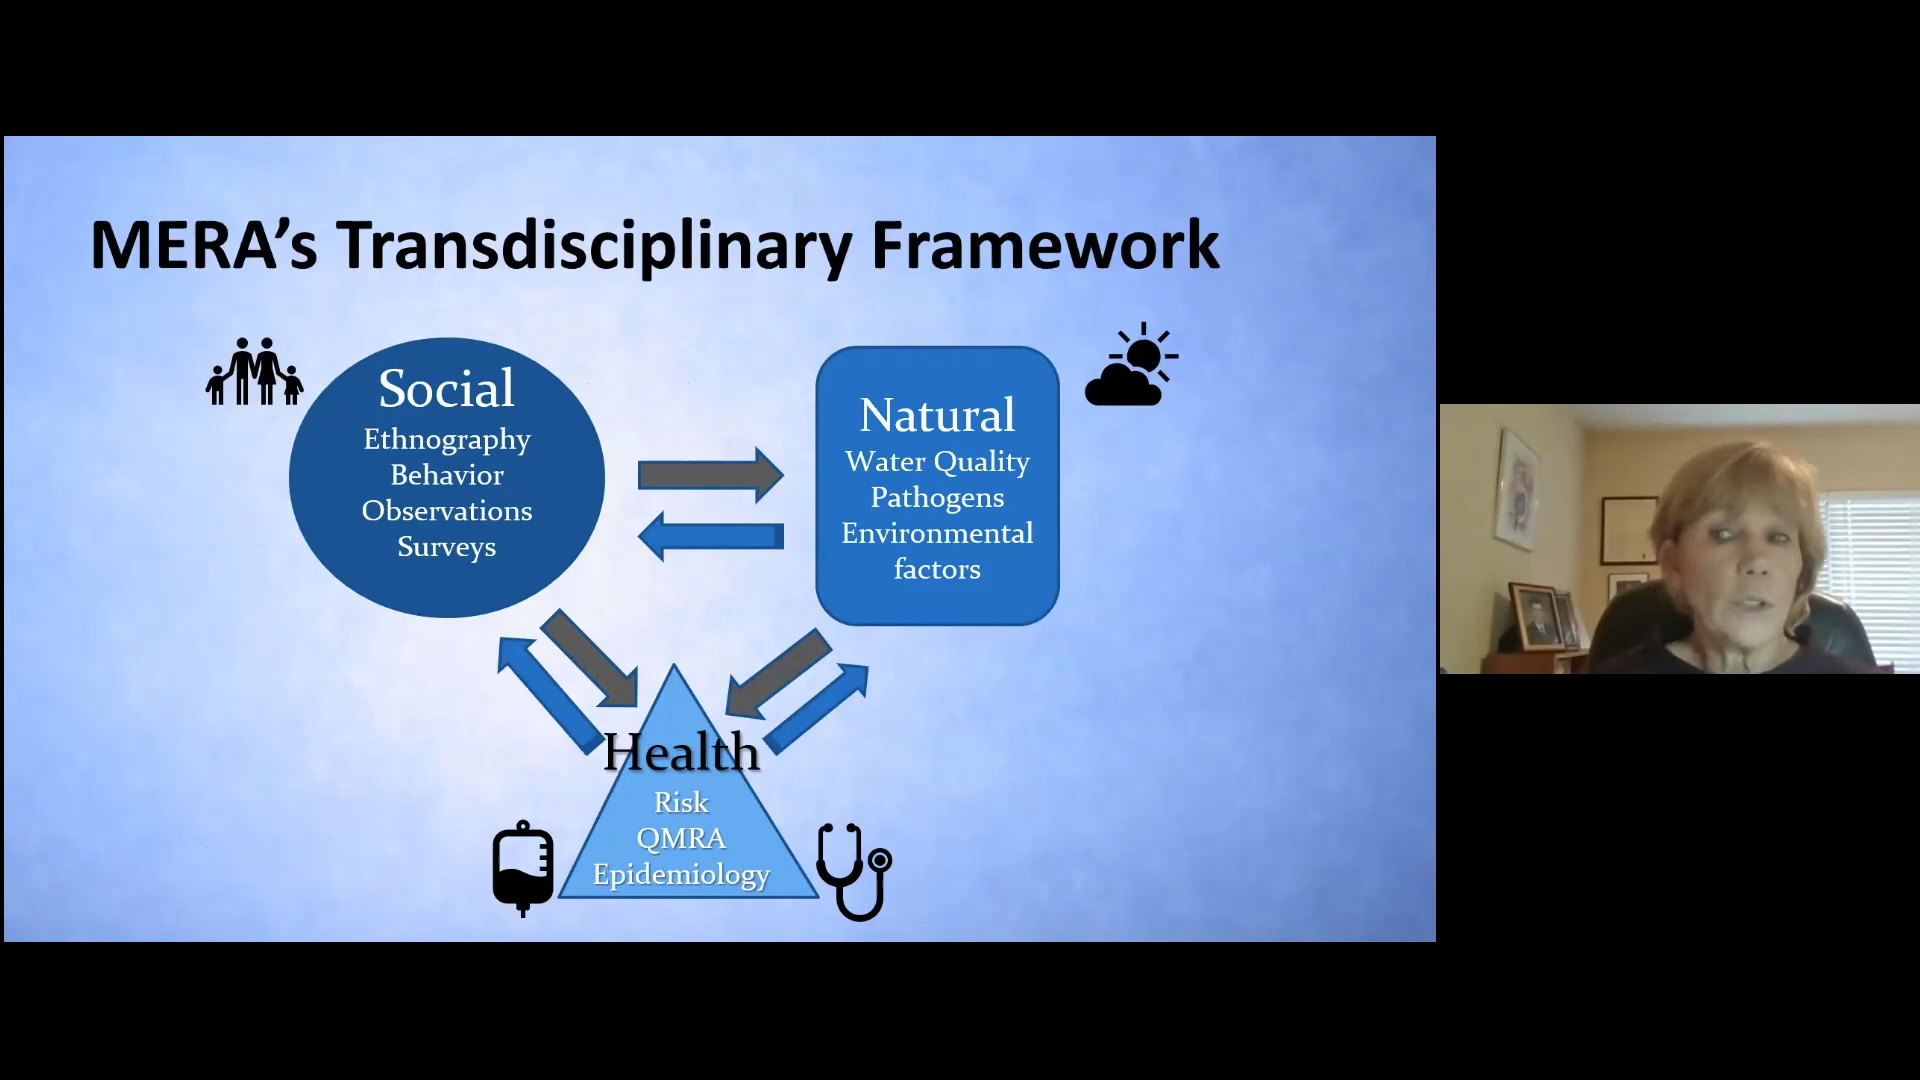 MERA’s Transdisciplinary Framework
Social
Ethnography
Behavior
Observations
Surveys
Natural
Water Quality
Pathogens
Environmental
factors
Health
Risk
QMRA
Epidemiology